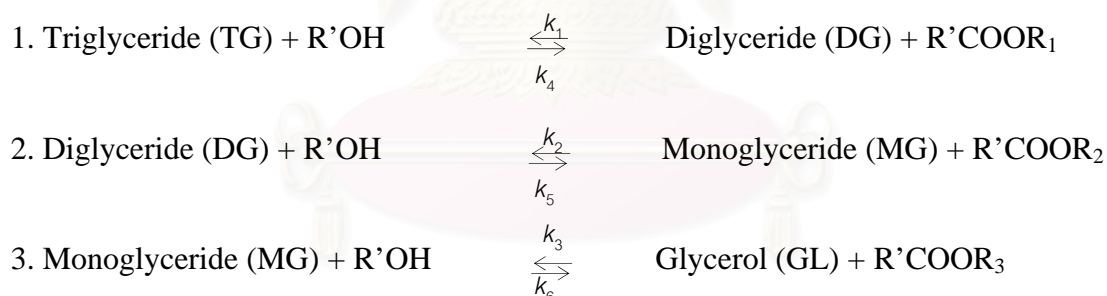 1. Triglyceride (TG) + R’OH k₁ ⇌ k₄ Diglyceride (DG) + R’COOR₁
2. Diglyceride (DG) + R’OH k₂ ⇌ k₅ Monoglyceride (MG) + R’COOR₂
3. Monoglyceride (MG) + R’OH k₃ ⇌ k₆ Glycerol (GL) + R’COOR₃